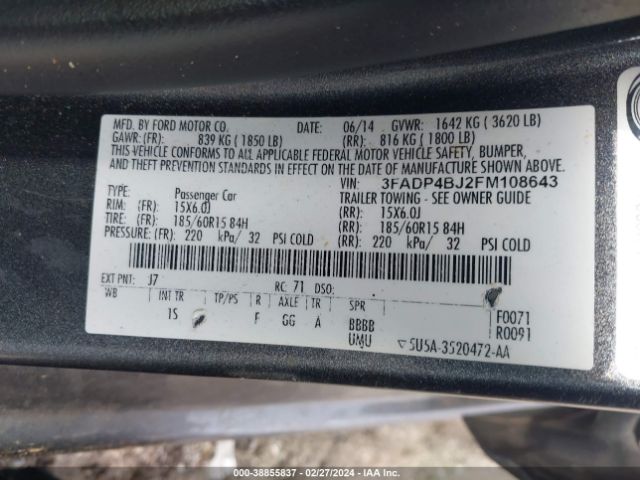 MFD. BY FORD MOTOR CO. DATE: 06/14 GVWR: 1642 KG ( 3620 LB)
GAWR: (FR): 839 KG ( 1850 LB) (RR): 816 KG ( 1800 LB)
THIS VEHICLE CONFORMS TO ALL APPLICABLE FEDERAL MOTOR VEHICLE SAFETY, BUMPER,
AND THEFT PREVENTION STANDARDS IN EFFECT ON THE DATE OF MANUFACTURE SHOWN ABOVE.
VIN: 3FADP4BJ2FM108643
TYPE: Passenger Car TRAILER TOWING - SEE OWNER GUIDE
RIM: (FR): 15X6.0J (RR): 15X6.0J
TIRE: (FR): 185/60R15 84H (RR): 185/60R15 84H
PRESSURE: (FR): 220 kPa/ 32 PSI COLD (RR): 220 kPa/ 32 PSI COLD
EXT PNT: J7 RC: 71 DSO:
WB INT TR TP/PS R AXLE TR SPR F0071
1S F GG A BBBB R0091
UMU 5U5A-3520472-AA
000-38855837 - 02/27/2024 - IAA Inc.